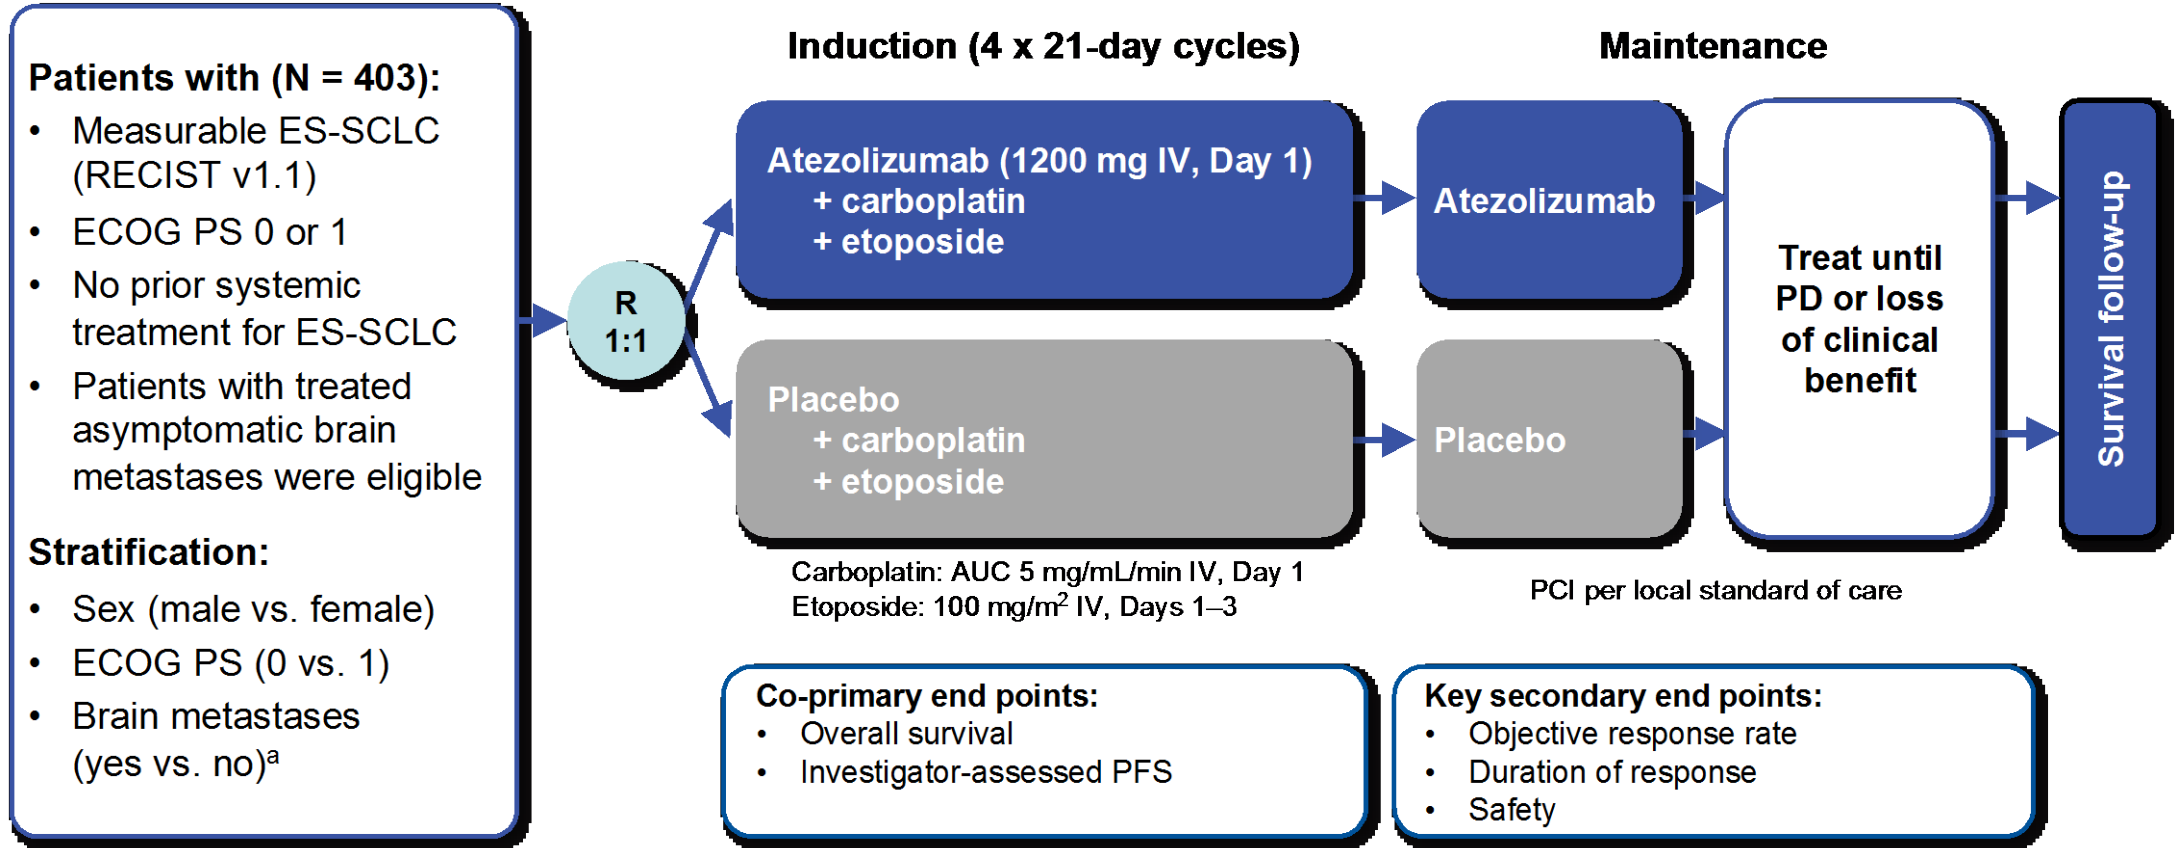 Patients with (N = 403):
• Measurable ES-SCLC
(RECIST v1.1)
• ECOG PS 0 or 1
• No prior systemic
treatment for ES-SCLC
• Patients with treated
asymptomatic brain
metastases were eligible
Stratification:
• Sex (male vs. female)
• ECOG PS (0 vs. 1)
• Brain metastases
(yes vs. no)ᵃ
R
1:1
Induction (4 x 21-day cycles)
Atezolizumab (1200 mg IV, Day 1)
+ carboplatin
+ etoposide
Placebo
+ carboplatin
+ etoposide
Carboplatin: AUC 5 mg/mL/min IV, Day 1
Etoposide: 100 mg/m² IV, Days 1–3
Maintenance
Atezolizumab
Placebo
Treat until
PD or loss
of clinical
benefit
PCI per local standard of care
Survival follow-up
Co-primary end points:
• Overall survival
• Investigator-assessed PFS
Key secondary end points:
• Objective response rate
• Duration of response
• Safety